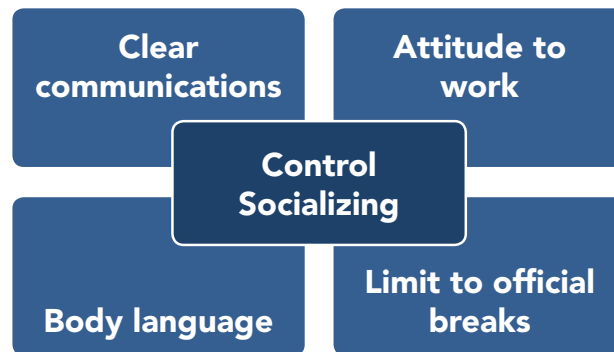 Clear
communications
Attitude to
work
Control
Socializing
Body language
Limit to official
breaks